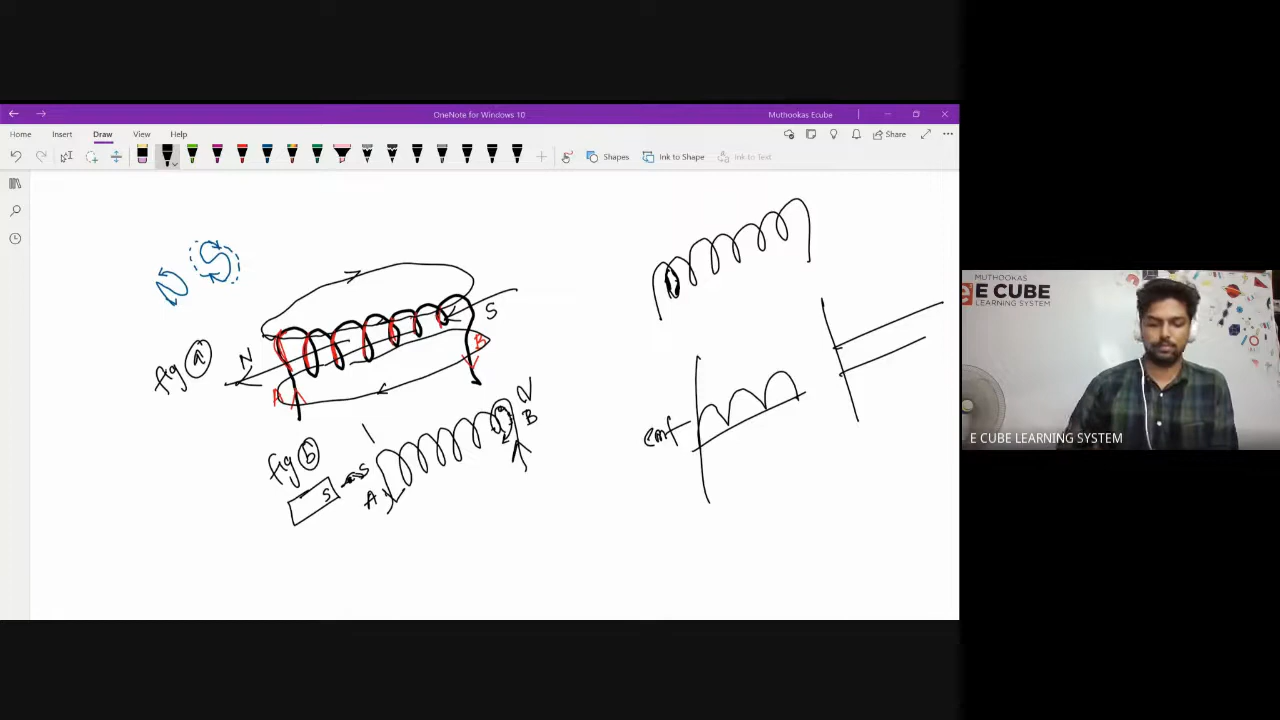 OneNote for Windows 10
Muthookas Ecube
Home Insert Draw View Help
Share
Shapes Ink to Shape Ink to Text
N S
S
N
B
A
fig a
fig b
S
S
A
N
B
emf
MUTHOOKAS
E CUBE
LEARNING SYSTEM
E CUBE LEARNING SYSTEM